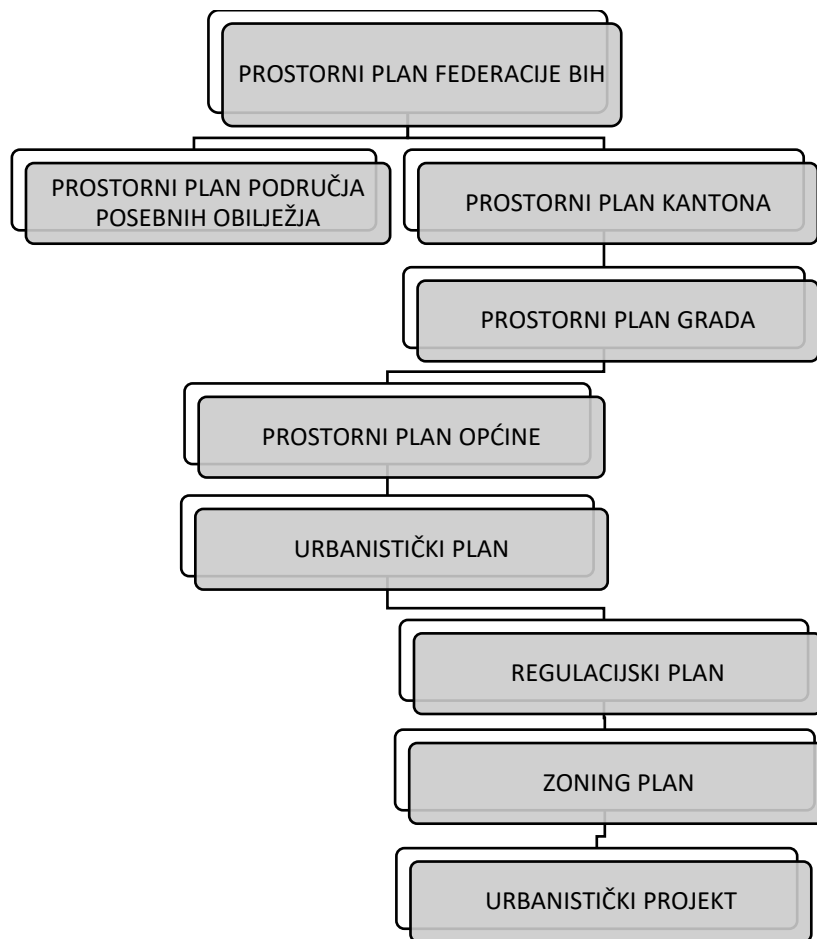 PROSTORNI PLAN FEDERACIJE BIH
PROSTORNI PLAN PODRUČJA
POSEBNIH OBILJEŽJA
PROSTORNI PLAN KANTONA
PROSTORNI PLAN GRADA
PROSTORNI PLAN OPĆINE
URBANISTIČKI PLAN
REGULACIJSKI PLAN
ZONING PLAN
URBANISTIČKI PROJEKT